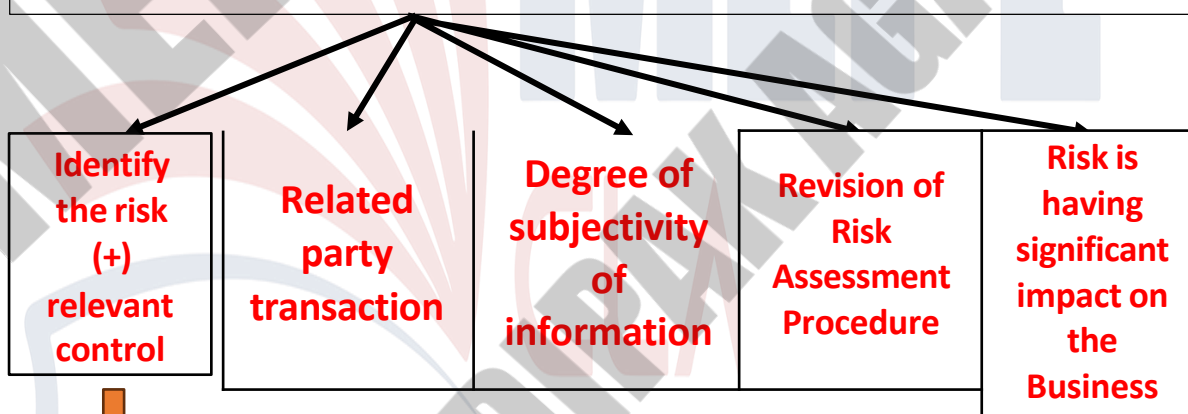 Identify
the risk
(+)
relevant
control
Related
party
transaction
Degree of
subjectivity
of
information
Revision of
Risk
Assessment
Procedure
Risk is
having
significant
impact on
the
Business